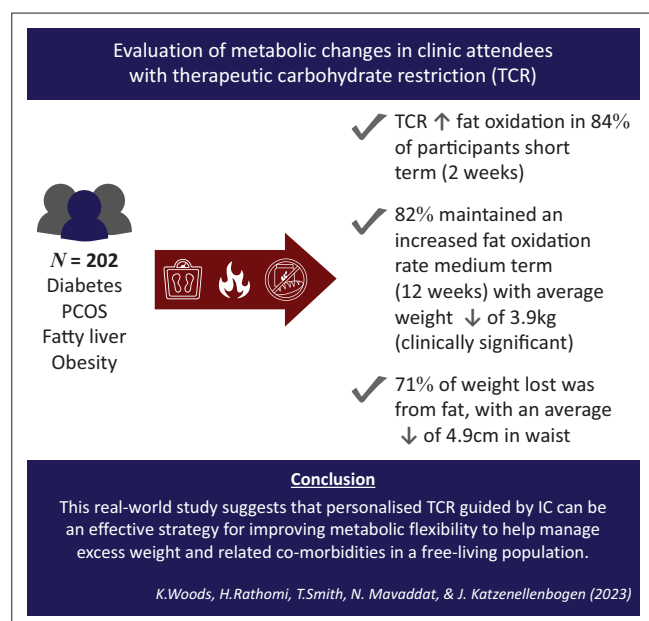 Evaluation of metabolic changes in clinic attendees
with therapeutic carbohydrate restriction (TCR)
N = 202
Diabetes
PCOS
Fatty liver
Obesity
TCR ↑ fat oxidation in 84%
of participants short
term (2 weeks)
82% maintained an
increased fat oxidation
rate medium term
(12 weeks) with average
weight ↓ of 3.9kg
(clinically significant)
71% of weight lost was
from fat, with an average
↓ of 4.9cm in waist
Conclusion
This real-world study suggests that personalised TCR guided by IC can be
an effective strategy for improving metabolic flexibility to help manage
excess weight and related co-morbidities in a free-living population.
K.Woods, H.Rathomi, T.Smith, N. Mavaddat, & J. Katzenellenbogen (2023)